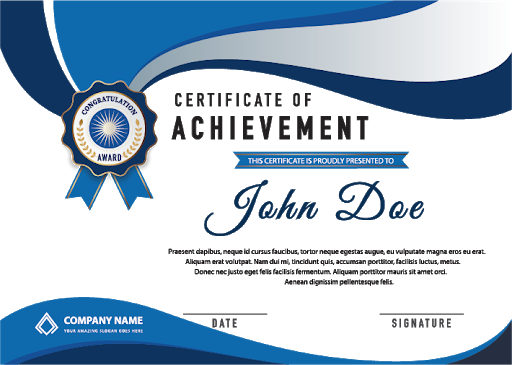 CERTIFICATE OF
ACHIEVEMENT
CONGRATULATION
AWARD
THIS CERTIFICATE IS PROUDLY PRESENTED TO
John Doe
Praesent dapibus, neque id cursus faucibus, tortor neque egestas augue, eu vulputate magna eros eu erat.
Aliquam erat volutpat. Nam dui mi, tincidunt quis, accumsan porttitor, facilisis luctus, metus.
Donec nec justo eget felis facilisis fermentum. Aliquam porttitor mauris sit amet orci.
Aenean dignissim pellentesque felis.
COMPANY NAME
YOUR AMAZING SLOGAN GOES HERE
DATE
SIGNATURE